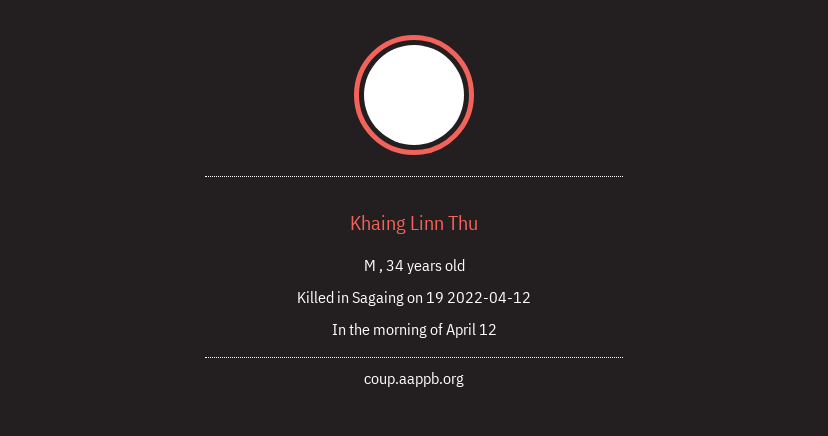 Khaing Linn Thu
M , 34 years old
Killed in Sagaing on 19 2022-04-12
In the morning of April 12
coup.aappb.org